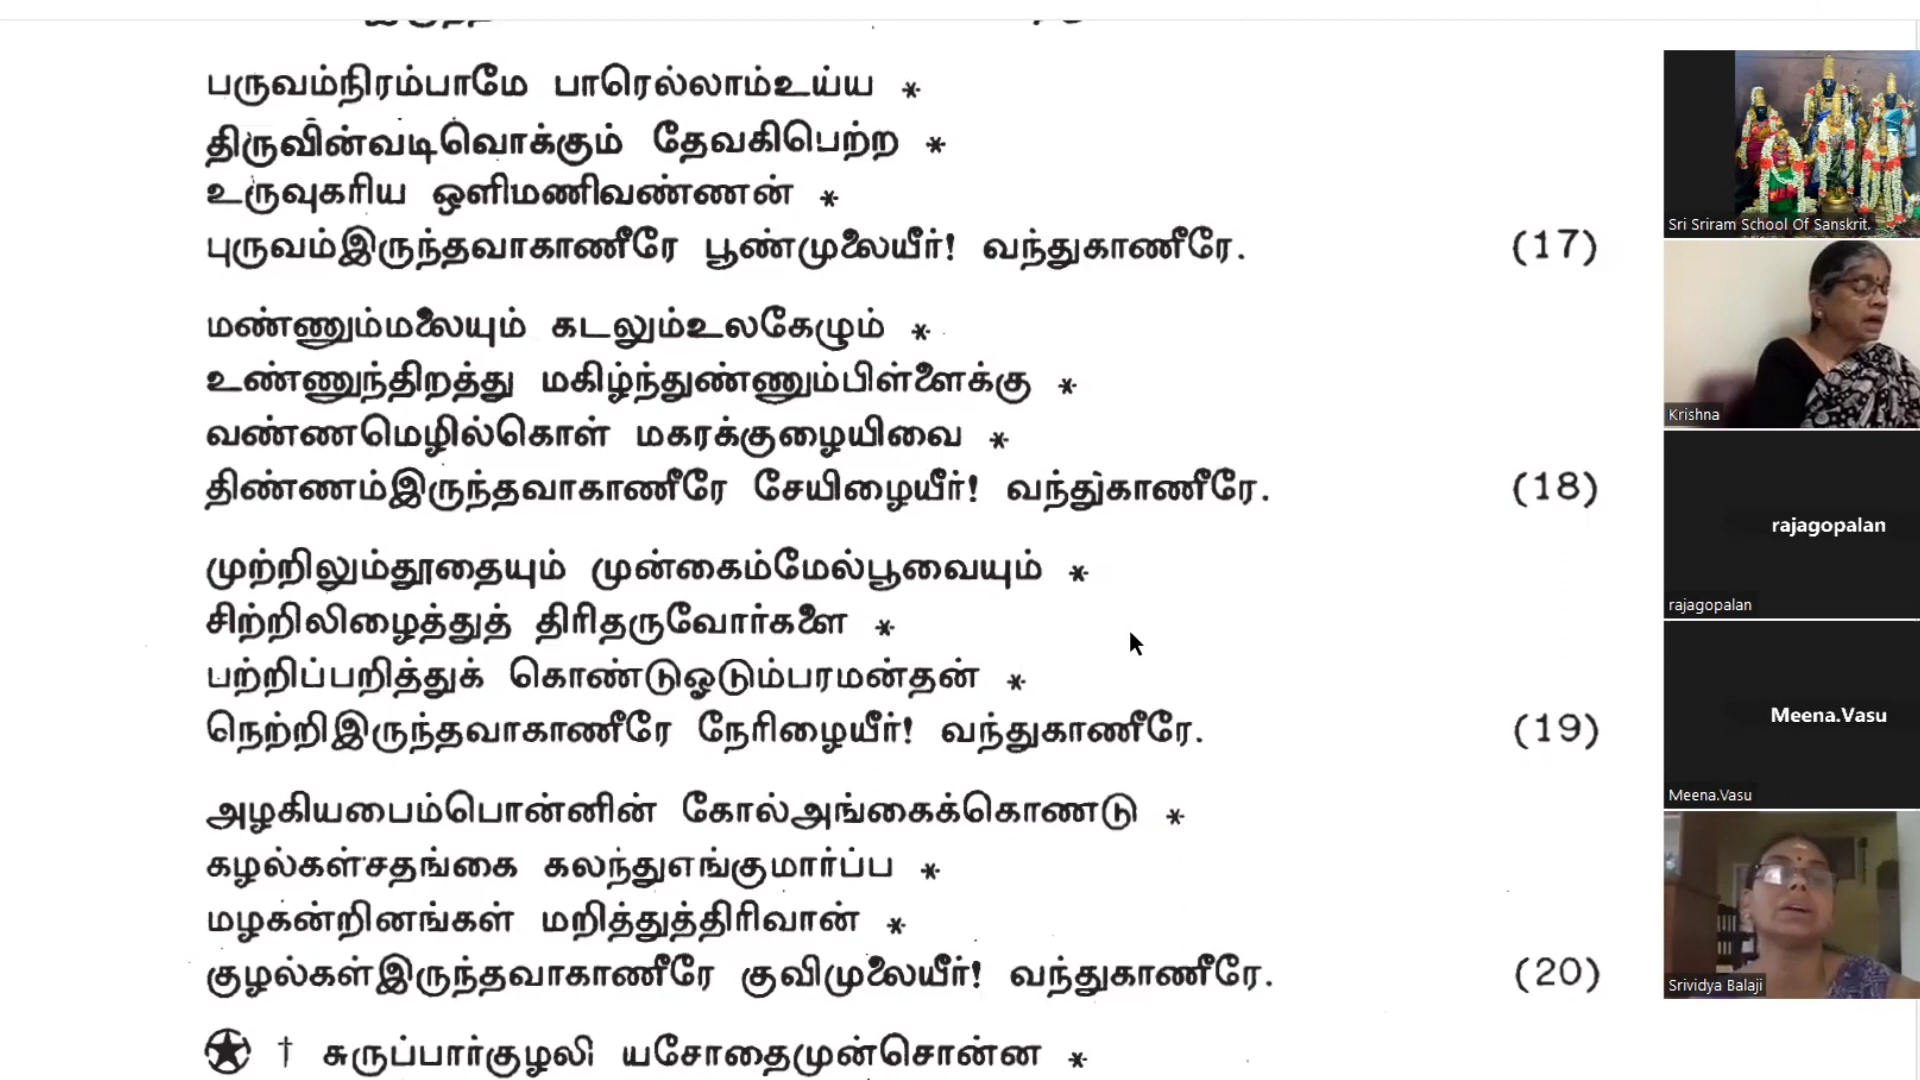 பருவம்நிரம்பாமே பாரெல்லாம்உய்ய *
திருவின்வடிவொக்கும் தேவகிபெற்ற *
உருவுகரிய ஒளிமணிவண்ணன் *
புருவம்இருந்தவாகாணீரே பூண்முலையீர்! வந்துகாணீரே. (17)
மண்ணும்மலையும் கடலும்உலகேழும் *
உண்ணுந்திறத்து மகிழ்ந்துண்ணும்பிள்ளைக்கு *
வண்ணமெழில்கொள் மகரக்குழையிவை *
திண்ணம்இருந்தவாகாணீரே சேயிழையீர்! வந்துகாணீரே. (18)
முற்றிலும்தூதையும் முன்கைம்மேல்பூவையும் *
சிற்றிலிழைத்துத் திரிதருவோர்களை *
பற்றிப்பறித்துக் கொண்டுஓடும்பரமன்தன் *
நெற்றிஇருந்தவாகாணீரே நேரிழையீர்! வந்துகாணீரே. (19)
அழகியபைம்பொன்னின் கோல்அங்கைக்கொணடு *
கழல்கள்சதங்கை கலந்துஎங்குமார்ப்ப *
மழகன்றினங்கள் மறித்துத்திரிவான் *
குழல்கள்இருந்தவாகாணீரே குவிமுலையீர்! வந்துகாணீரே. (20)
† சுருப்பார்குழலி யசோதைமுன்சொன்ன *
Sri Sriram School Of Sanskrit.
Krishna
rajagopalan
rajagopalan
Meena.Vasu
Meena.Vasu
Srividya Balaji